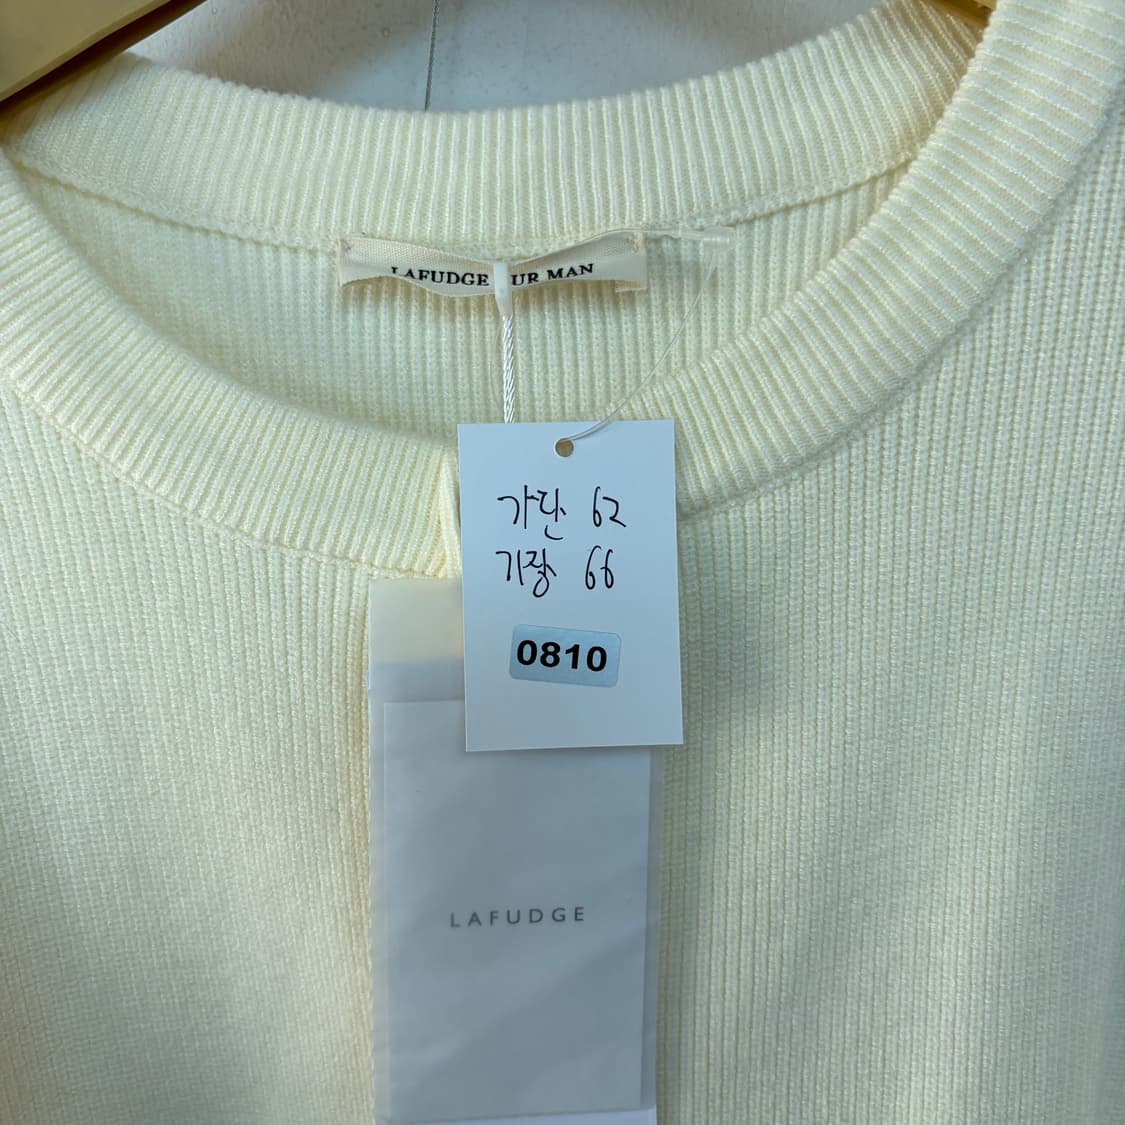 LAFUDGE UR MAN
가단 62
기장 66
0810
LAFUDGE